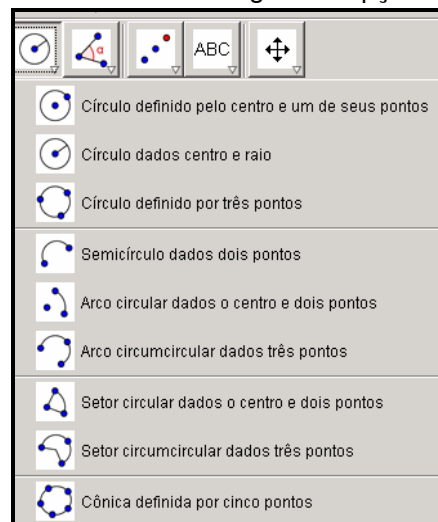 α
ABC
Círculo definido pelo centro e um de seus pontos
Círculo dados centro e raio
Círculo definido por três pontos
Semicírculo dados dois pontos
Arco circular dados o centro e dois pontos
Arco circumcircular dados três pontos
Setor circular dados o centro e dois pontos
Setor circumcircular dados três pontos
Cônica definida por cinco pontos